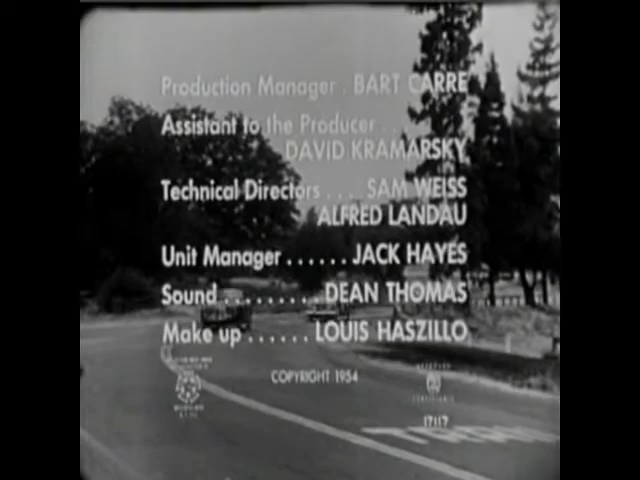 Production Manager . BART CARRE
Assistant to the Producer . . .
DAVID KRAMARSKY
Technical Directors . . . SAM WEISS
ALFRED LANDAU
Unit Manager . . . . . . JACK HAYES
Sound . . . . . . . . . DEAN THOMAS
Make up . . . . . . LOUIS HASZILLO
COPYRIGHT 1954
17117